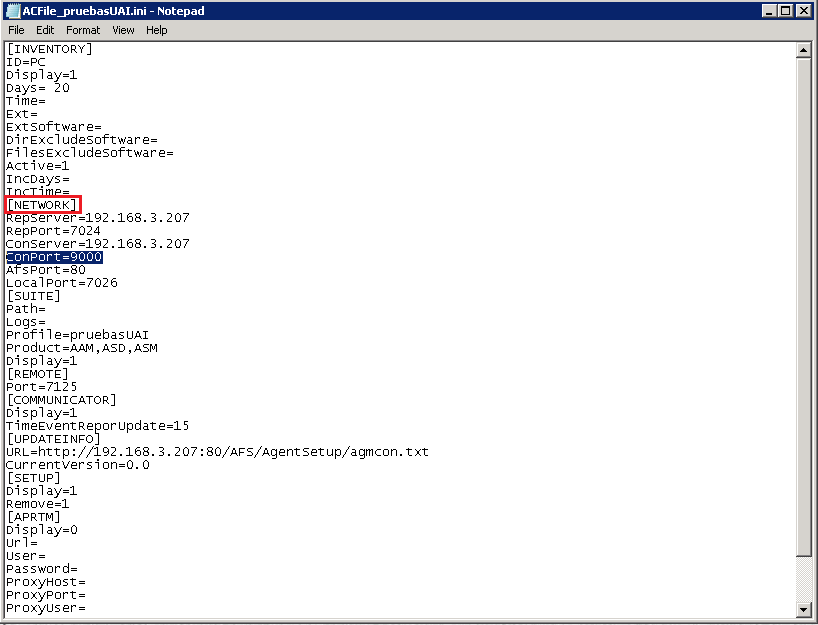 ACFile_pruebasUAI.ini - Notepad
File Edit Format View Help
[INVENTORY]
ID=PC
Display=1
Days= 20
Time=
Ext=
ExtSoftware=
DirExcludeSoftware=
FilesExcludeSoftware=
Active=1
IncDays=
IncTime=
[NETWORK]
RepServer=192.168.3.207
RepPort=7024
ConServer=192.168.3.207
ConPort=9000
AfsPort=80
LocalPort=7026
[SUITE]
Path=
Logs=
Profile=pruebasUAI
Product=AAM,ASD,ASM
Display=1
[REMOTE]
Port=7125
[COMMUNICATOR]
Display=1
TimeEventReporUpdate=15
[UPDATEINFO]
URL=http://192.168.3.207:80/AFS/AgentSetup/agmcon.txt
CurrentVersion=0.0
[SETUP]
Display=1
Remove=1
[APRTM]
Display=0
Url=
User=
Password=
ProxyHost=
ProxyPort=
ProxyUser=